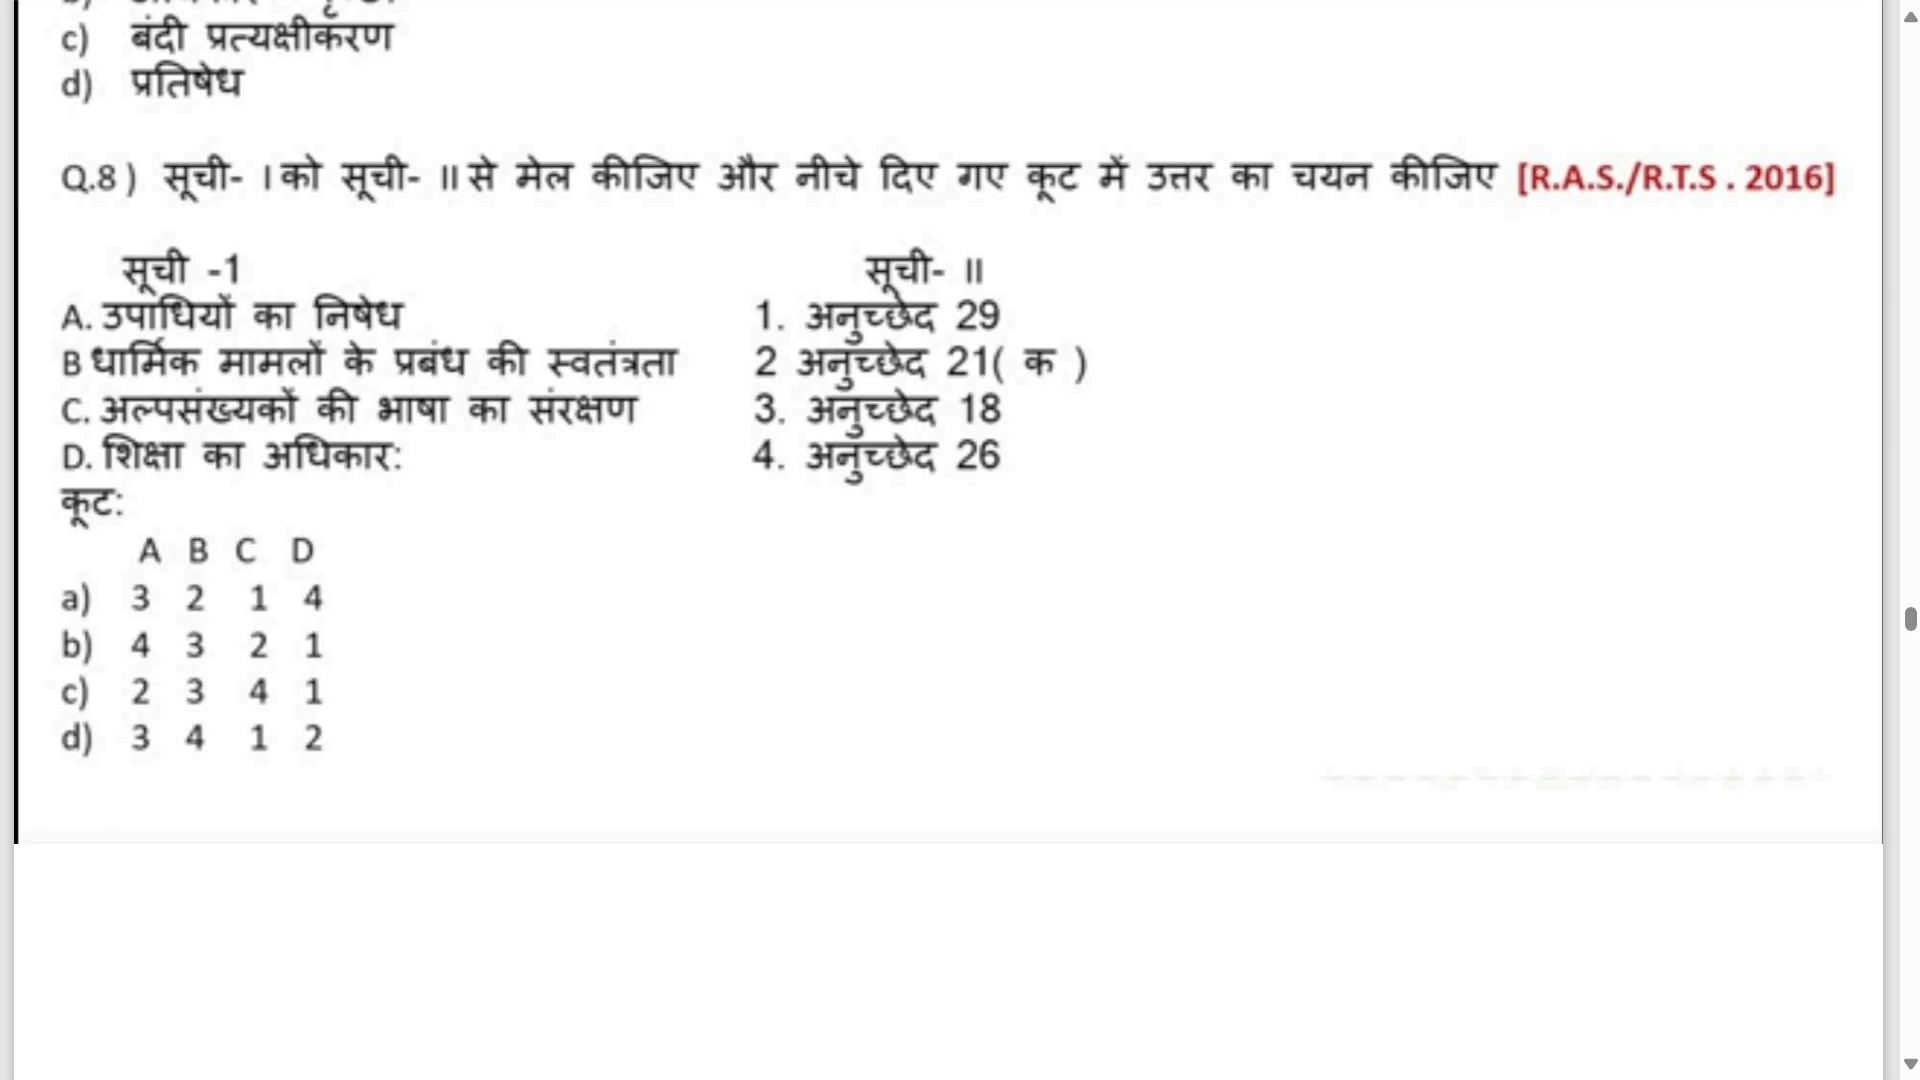 c) बंदी प्रत्यक्षीकरण
d) प्रतिषेध
Q.8 ) सूची- I को सूची- II से मेल कीजिए और नीचे दिए गए कूट में उत्तर का चयन कीजिए [R.A.S./R.T.S . 2016]
सूची -1 सूची- II
A. उपाधियों का निषेध 1. अनुच्छेद 29
B धार्मिक मामलों के प्रबंध की स्वतंत्रता 2 अनुच्छेद 21( क )
C. अल्पसंख्यकों की भाषा का संरक्षण 3. अनुच्छेद 18
D. शिक्षा का अधिकार: 4. अनुच्छेद 26
कूट:
A B C D
a) 3 2 1 4
b) 4 3 2 1
c) 2 3 4 1
d) 3 4 1 2